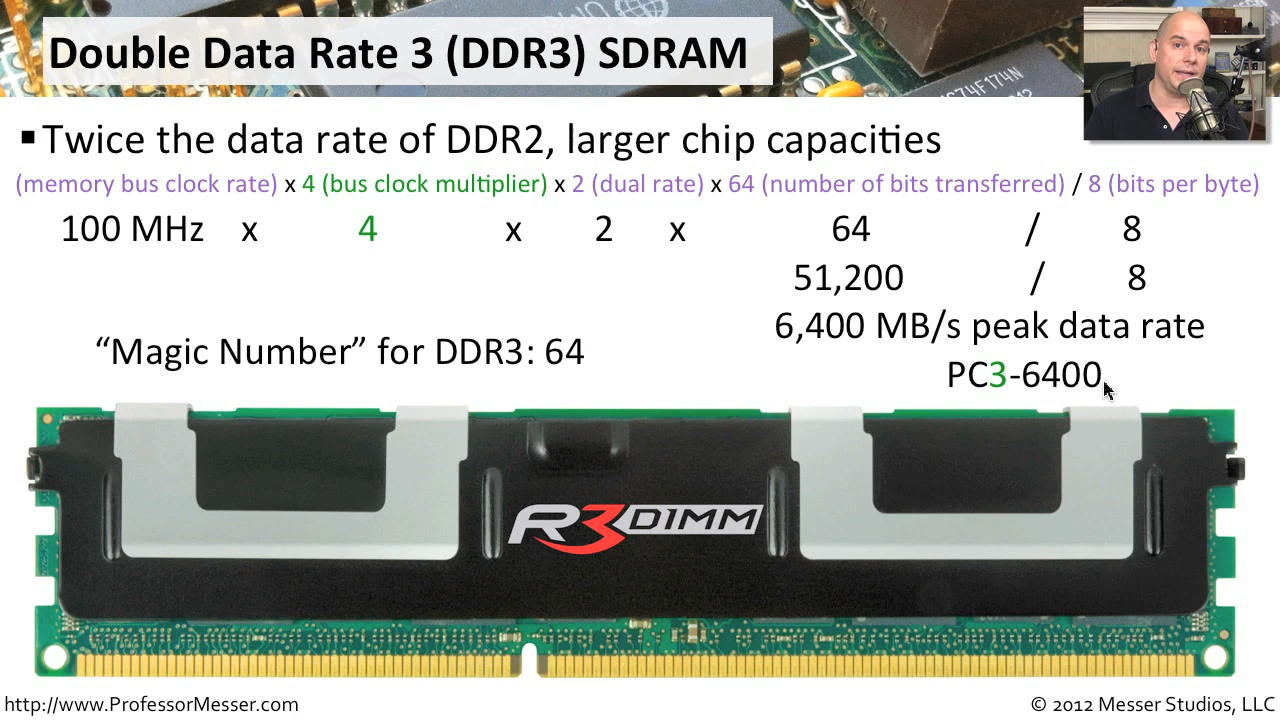 Double Data Rate 3 (DDR3) SDRAM
▪Twice the data rate of DDR2, larger chip capacities
(memory bus clock rate) x 4 (bus clock multiplier) x 2 (dual rate) x 64 (number of bits transferred) / 8 (bits per byte)
100 MHz x 4 x 2 x 64 / 8
51,200 / 8
6,400 MB/s peak data rate
“Magic Number” for DDR3: 64
PC3-6400
R3 DIMM
http://www.ProfessorMesser.com
© 2012 Messer Studios, LLC